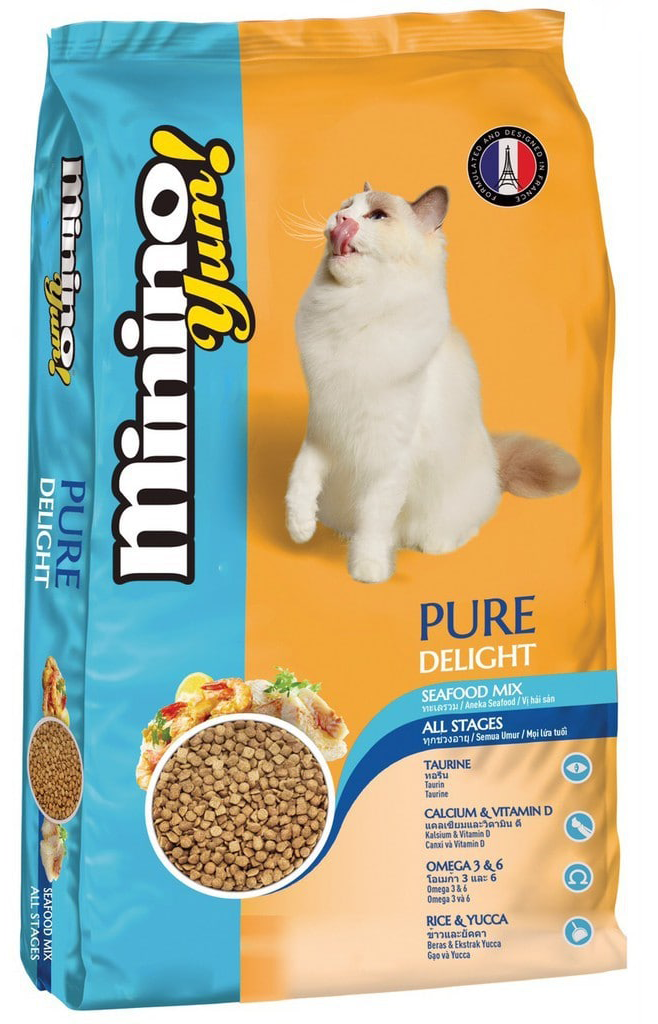 minino
Yum!
FORMULATED AND DESIGNED
IN FRANCE
PURE
DELIGHT
SEAFOOD MIX
ทะเลรวม / Aneka Seafood / Vị hải sản
ALL STAGES
ทุกช่วงอายุ / Semua Umur / Mọi lứa tuổi
TAURINE
ทอรีน
Taurin
Taurine
CALCIUM & VITAMIN D
แคลเซียมและวิตามิน ดี
Kalsium & Vitamin D
Canxi và Vitamin D
OMEGA 3 & 6
โอเมก้า 3 และ 6
Omega 3 & 6
Omega 3 và 6
RICE & YUCCA
ข้าวและยัคคา
Beras & Ekstrak Yucca
Gạo và Yucca
minino
Yum!
PURE
DELIGHT
SEAFOOD MIX
ALL STAGES